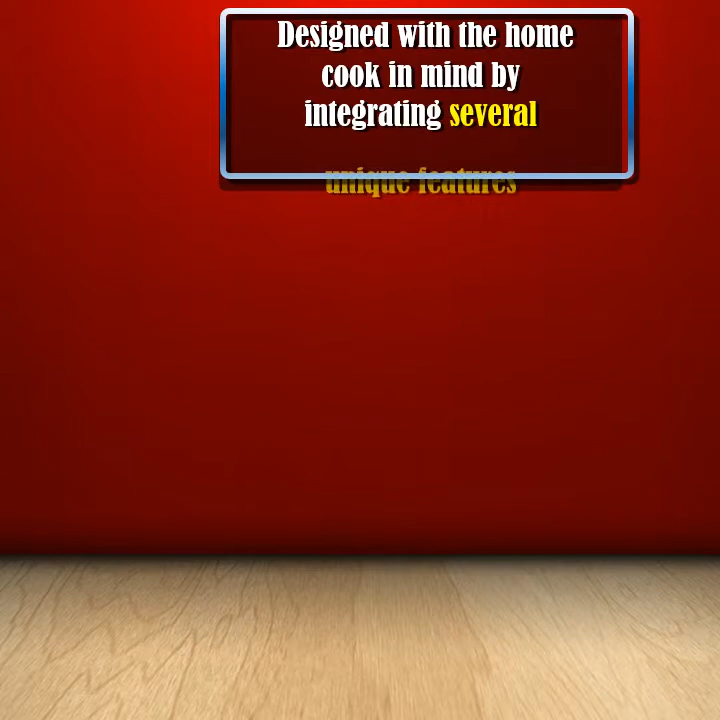 Designed with the home
cook in mind by
integrating several
unique features